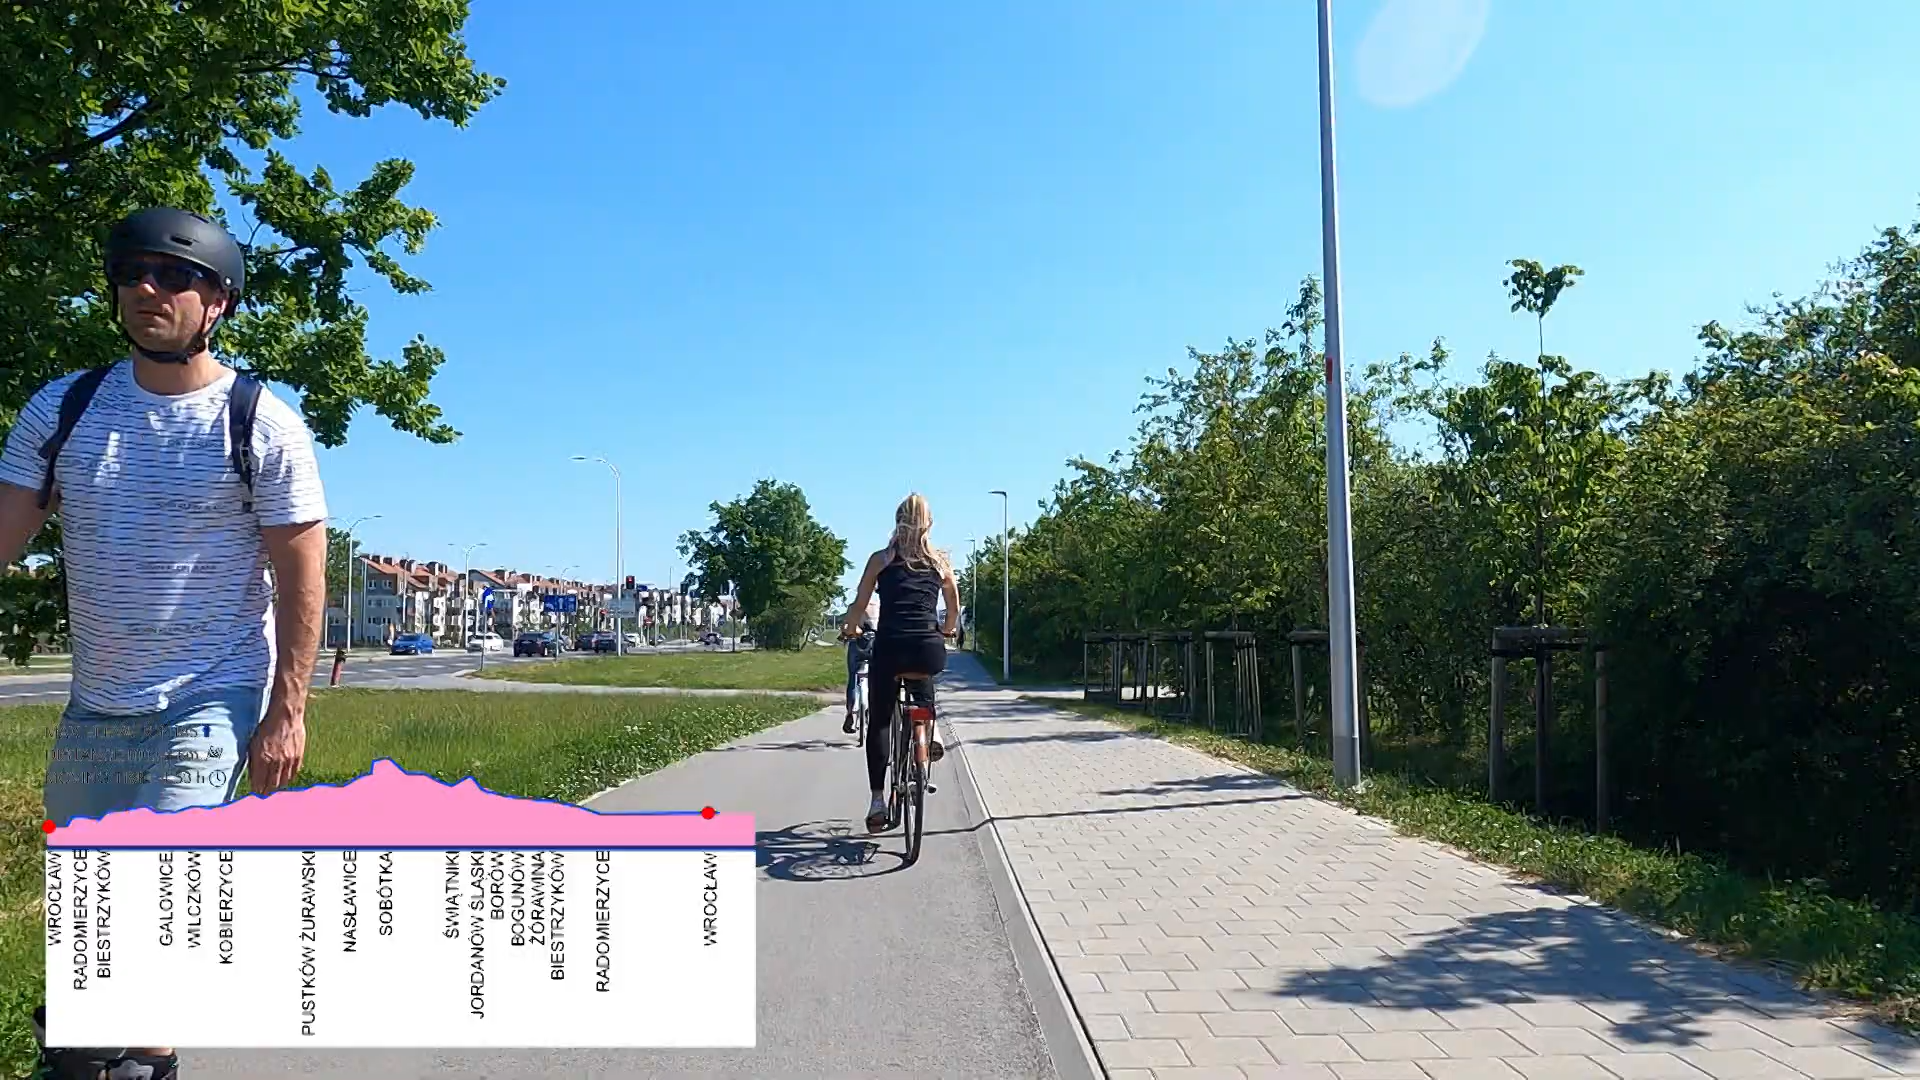 WROCŁAW
RADOMIERZYCE
BIESTRZYKÓW
GALOWICE
WILCZKÓW
KOBIERZYCE
PUSTKÓW ŻURAWSKI
NASŁAWICE
SOBÓTKA
ŚWIĄTNIKI
JORDANÓW ŚLĄSKI
BORÓW
BOGUNÓW
ŻÓRAWINA
BIESTRZYKÓW
RADOMIERZYCE
WROCŁAW